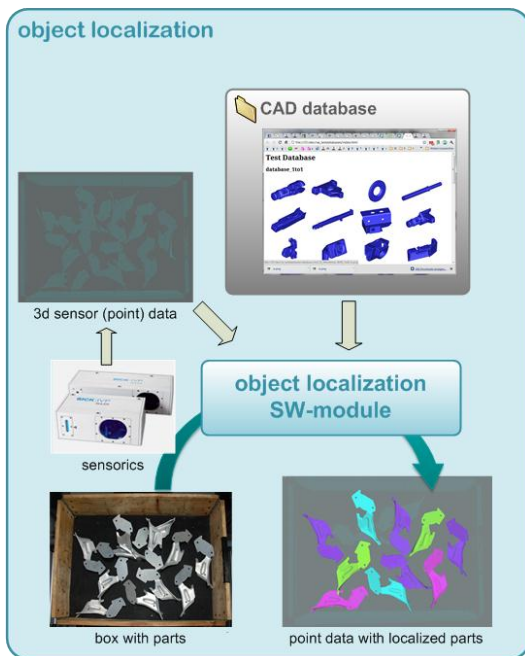 object localization
CAD database
Test Database
database_1to1
3d sensor (point) data
object localization
SW-module
sensorics
box with parts
point data with localized parts